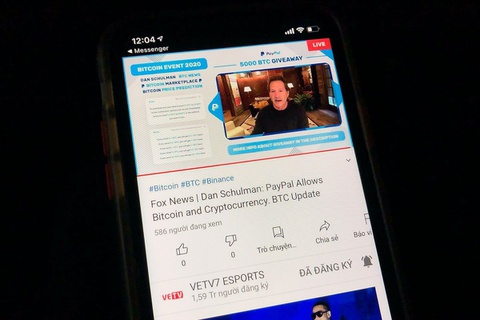 12:04
Messenger
LIVE
BITCOIN EVENT 2020
PayPal
5000 BTC GIVEAWAY
DAN SCHULMAN BTC NEWS
BITCOIN MARKETPLACE
BITCOIN PRICE PREDICTION
MORE INFO ABOUT GIVEAWAY IN THE DESCRIPTION
#Bitcoin #BTC #Binance
Fox News | Dan Schulman: PayPal Allows
Bitcoin and Cryptocurrency. BTC Update
586 người đang xem
0
0
Trò chuyện...
Chia sẻ
Báo vi
VETV
VETV7 ESPORTS
1,59 Tr người đăng ký
ĐÃ ĐĂNG KÝ